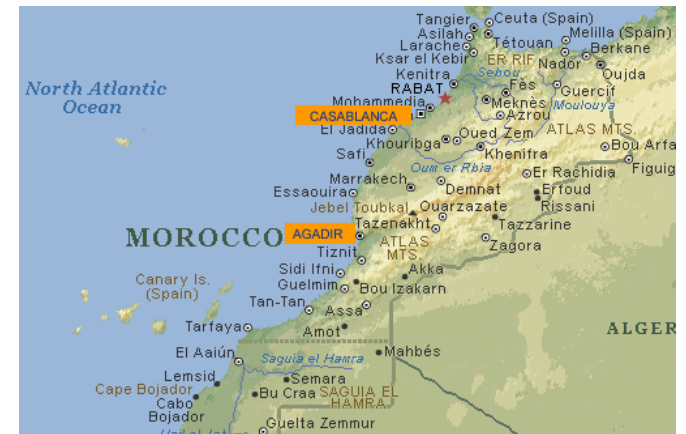 Tangier
Ceuta (Spain)
Asilah
Larache
Tétouan
Melilla (Spain)
Ksar el Kebir
ER RIF
Nador
Berkane
Kenitra
Sebou
Oujda
North Atlantic
Ocean
RABAT
Fès
Guercif
Mohammedia
Meknès
Moulouya
CASABLANCA
Azrou
El Jadida
Oued Zem
ATLAS MTS.
Khouribga
Khenifra
Bou Arfa
Safi
Oum er Rbia
Figuig
Marrakech
Er Rachidia
Essaouira
Demnat
Erfoud
Jebel Toubkal
Ouarzazate
Rissani
Tazenakht
Tazzarine
MOROCCO
AGADIR
ATLAS
MTS.
Zagora
Tiznit
Sidi Ifni
Akka
Canary Is.
(Spain)
Guelmim
Bou Izakarn
Tan-Tan
Assa
Tarfaya
Amot
ALGER
El Aaiún
Saguia el Hamra
Mahbés
Lemsid
Semara
Cape Bojador
Bu Craa
SAGUIA EL
HAMRA
Cabo
Bojador
Guelta Zemmur